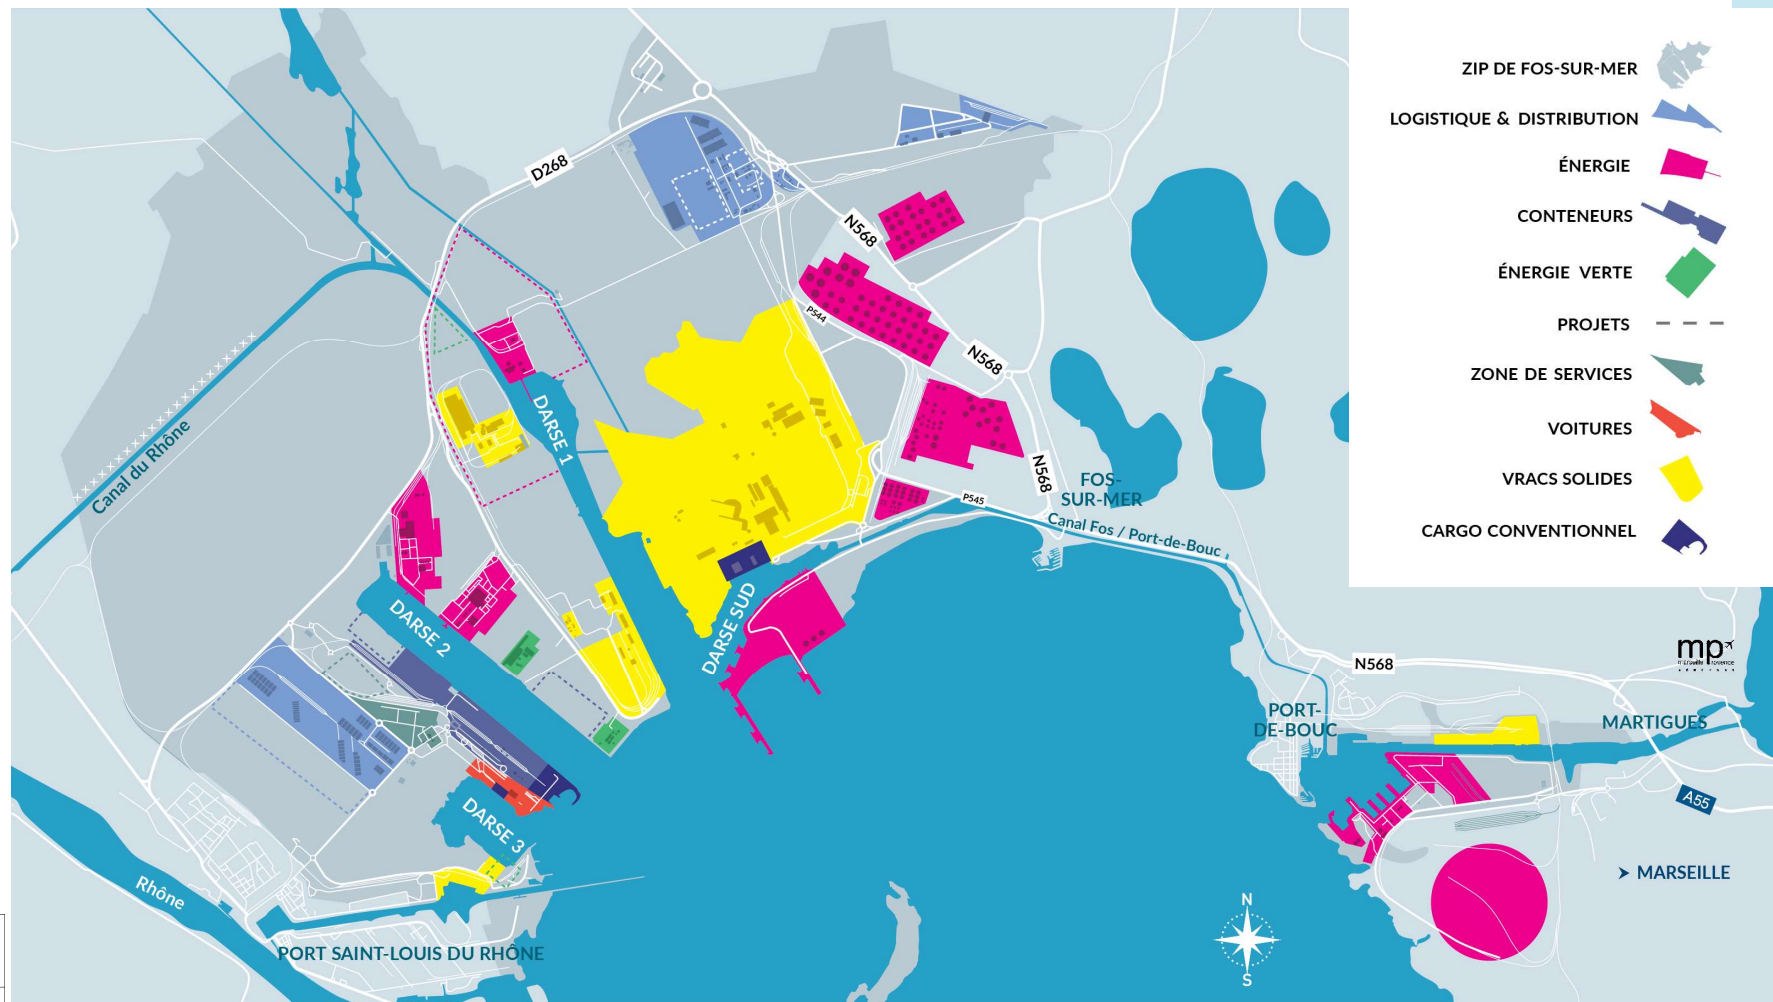 ZIP DE FOS-SUR-MER
LOGISTIQUE & DISTRIBUTION
ÉNERGIE
CONTENEURS
ÉNERGIE VERTE
PROJETS
ZONE DE SERVICES
VOITURES
VRACS SOLIDES
CARGO CONVENTIONNEL
D268
N568
P544
N568
DARSE 1
Canal du Rhône
N568
FOS-
SUR-MER
P545
Canal Fos / Port-de-Bouc
DARSE 2
DARSE SUD
mp
N568
PORT-
DE-BOUC
MARTIGUES
A55
DARSE 3
MARSEILLE
Rhône
N
S
PORT SAINT-LOUIS DU RHÔNE